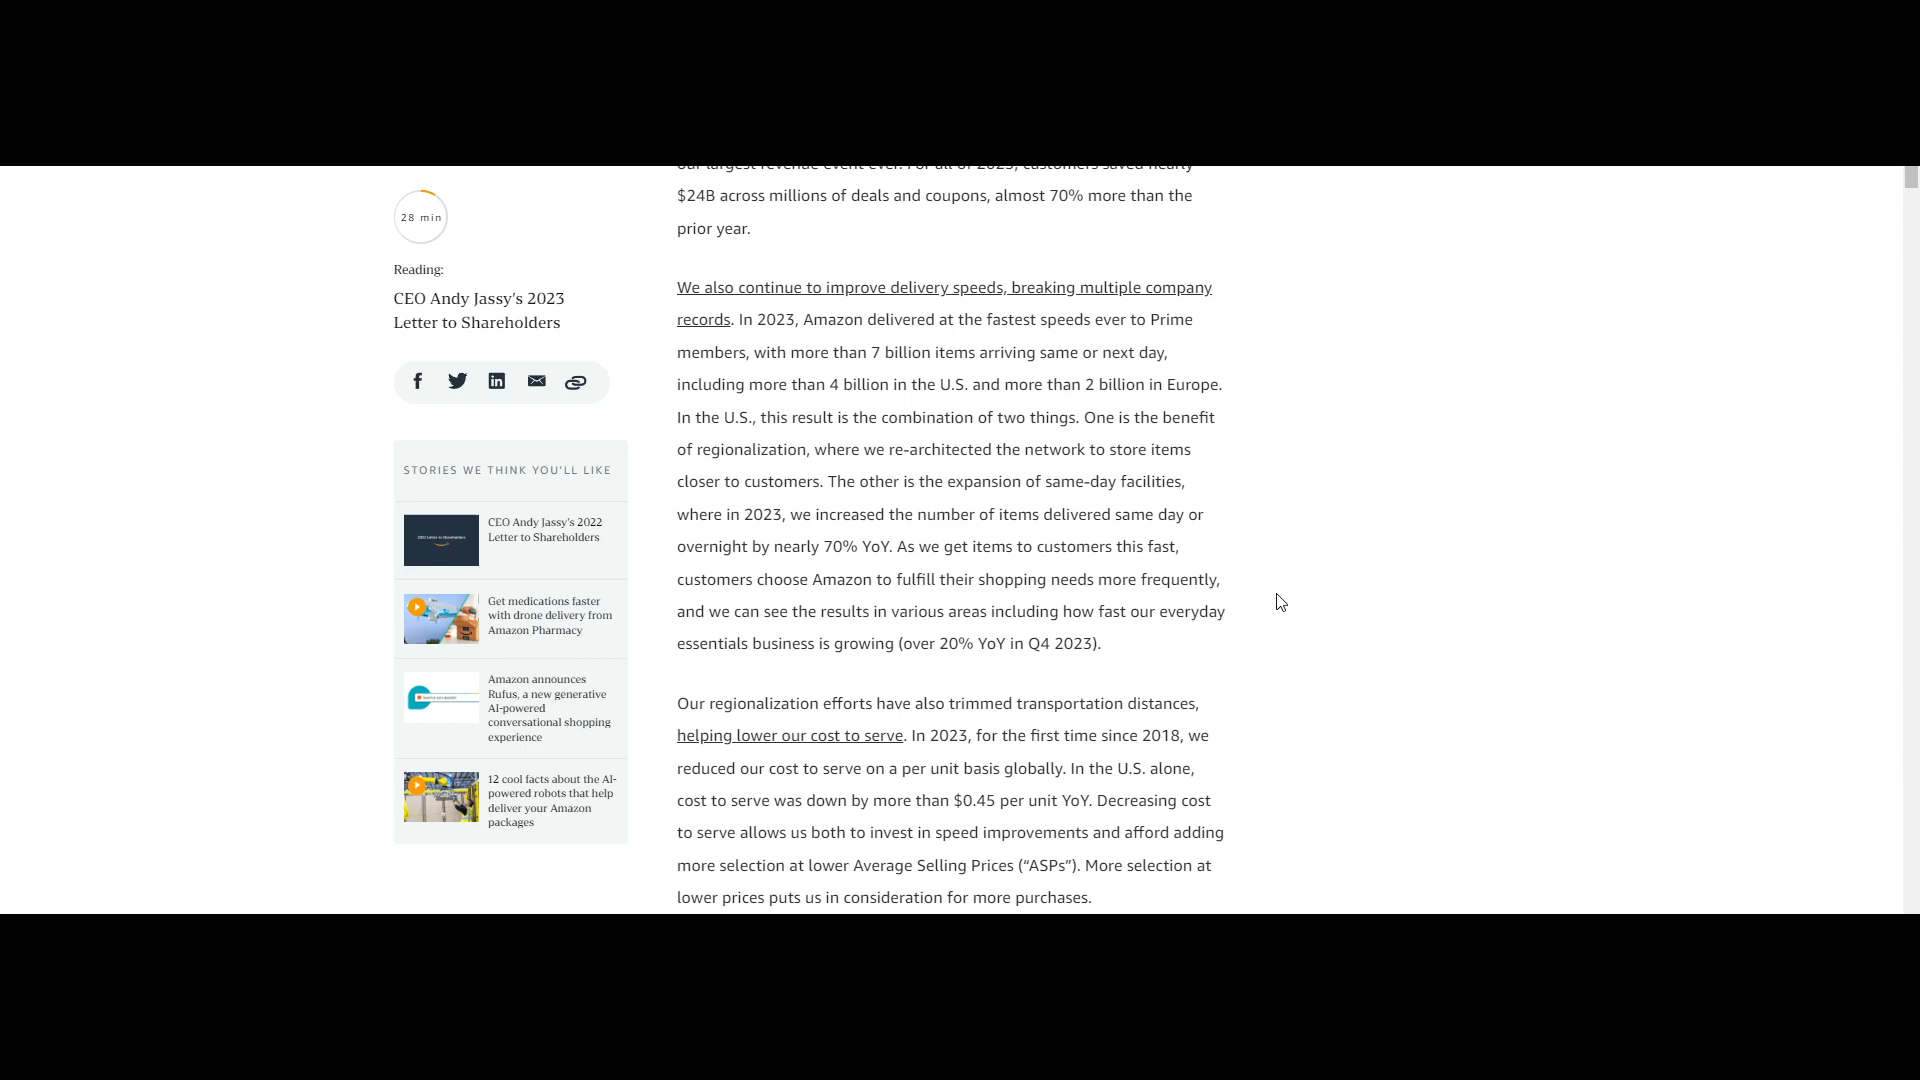 our largest revenue event ever. For all of 2023, customers saved nearly
$24B across millions of deals and coupons, almost 70% more than the
prior year.
28 min
Reading:
CEO Andy Jassy’s 2023
Letter to Shareholders
STORIES WE THINK YOU'LL LIKE
CEO Andy Jassy’s 2022
Letter to Shareholders
Get medications faster
with drone delivery from
Amazon Pharmacy
Amazon announces
Rufus, a new generative
AI-powered
conversational shopping
experience
12 cool facts about the AI-
powered robots that help
deliver your Amazon
packages
We also continue to improve delivery speeds, breaking multiple company
records. In 2023, Amazon delivered at the fastest speeds ever to Prime
members, with more than 7 billion items arriving same or next day,
including more than 4 billion in the U.S. and more than 2 billion in Europe.
In the U.S., this result is the combination of two things. One is the benefit
of regionalization, where we re-architected the network to store items
closer to customers. The other is the expansion of same-day facilities,
where in 2023, we increased the number of items delivered same day or
overnight by nearly 70% YoY. As we get items to customers this fast,
customers choose Amazon to fulfill their shopping needs more frequently,
and we can see the results in various areas including how fast our everyday
essentials business is growing (over 20% YoY in Q4 2023).
Our regionalization efforts have also trimmed transportation distances,
helping lower our cost to serve. In 2023, for the first time since 2018, we
reduced our cost to serve on a per unit basis globally. In the U.S. alone,
cost to serve was down by more than $0.45 per unit YoY. Decreasing cost
to serve allows us both to invest in speed improvements and afford adding
more selection at lower Average Selling Prices (“ASPs”). More selection at
lower prices puts us in consideration for more purchases.